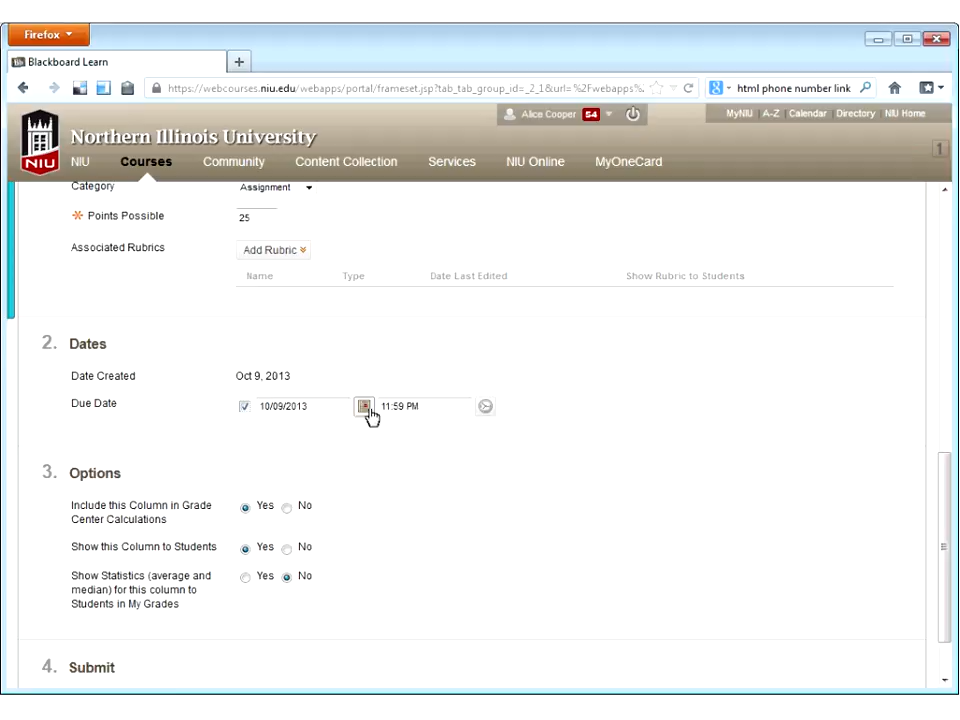 Firefox
Blackboard Learn
https://webcourses.niu.edu/webapps/portal/frameset.jsp?tab_tab_group_id=_2_1&url=%2Fwebapps%
html phone number link
Alice Cooper 54
MyNIU | A-Z | Calendar | Directory | NIU Home
Northern Illinois University
NIU
NIU Courses Community Content Collection Services NIU Online MyOneCard
1
Category Assignment
Points Possible 25
Associated Rubrics Add Rubric
Name Type Date Last Edited Show Rubric to Students
2. Dates
Date Created Oct 9, 2013
Due Date 10/09/2013 11:59 PM
3. Options
Include this Column in Grade Yes No
Center Calculations
Show this Column to Students Yes No
Show Statistics (average and Yes No
median) for this column to
Students in My Grades
4. Submit